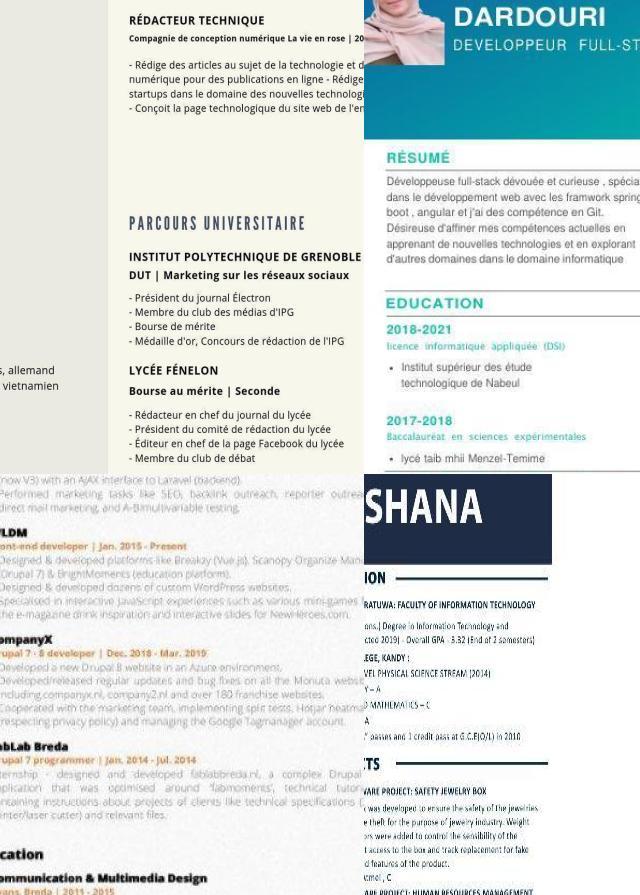 RÉDACTEUR TECHNIQUE
Compagnie de conception numérique La vie en rose | 20
- Rédige des articles au sujet de la technologie et d
numérique pour des publications en ligne - Rédige
startups dans le domaine des nouvelles technologi
- Conçoit la page technologique du site web de l'en
PARCOURS UNIVERSITAIRE
INSTITUT POLYTECHNIQUE DE GRENOBLE
DUT | Marketing sur les réseaux sociaux
- Président du journal Électron
- Membre du club des médias d'IPG
- Bourse de mérite
- Médaille d'or, Concours de rédaction de l'IPG
LYCÉE FÉNELON
Bourse au mérite | Seconde
- Rédacteur en chef du journal du lycée
- Président du comité de rédaction du lycée
- Éditeur en chef de la page Facebook du lycée
- Membre du club de débat
s, allemand
vietnamien
DARDOURI
DEVELOPPEUR FULL-ST
RÉSUMÉ
Développeuse full-stack dévouée et curieuse , spécia
dans le développement web avec les framwork spring
boot , angular et j'ai des compétence en Git.
Désireuse d'affiner mes compétences actuelles en
apprenant de nouvelles technologies et en explorant
d'autres domaines dans le domaine informatique
EDUCATION
2018-2021
licence informatique appliquée (DSI)
• Institut supérieur des étude
technologique de Nabeul
2017-2018
Baccalauréat en sciences expérimentales
• lycé taib mhii Menzel-Temime
(now V3) with an AJAX interface to Laravel (backend).
Performed marketing tasks like SEO, backlink outreach, reporter outrea
direct mail marketing, and A-B/multivariable testing.
LDM
ont-end developer | Jan. 2015 - Present
Designed & developed platforms like Breakzy (Vue.js), Scanopy Organize Man
(Drupal 7) & BrightMoments (education platform).
Designed & developed dozens of custom WordPress websites.
Specialised in interactive JavaScript experiences such as various mini-games
the e-magazine drink inspiration and interactive slides for NewHeroes.com.
ompanyX
rupal 7 - 8 developer | Dec. 2018 - Mar. 2019
Developed a new Drupal 8 website in an Azure environment.
Developed/released regular updates and bug fixes on all the Monuta websit
including companyx.nl, company2.nl and over 180 franchise websites.
Cooperated with the marketing team, implementing split tests, Hotjar heatma
(respecting privacy policy) and managing the Google Tagmanager account.
abLab Breda
rupal 7 programmer | Jan. 2014 - Jul. 2014
ternship - designed and developed fablabbreda.nl, a complex Drupal
plication that was optimised around 'fabmoments', technical tutor
ntaining instructions about projects of clients like technical specifications (
inter/laser cutter) and relevant files.
cation
ommunication & Multimedia Design
vans, Breda | 2011 - 2015
SHANA
ION
RATUWA: FACULTY OF INFORMATION TECHNOLOGY
ons.) Degree in Information Technology and
cted 2019) - Overall GPA - 3.32 (End of 2 semesters)
EGE, KANDY :
VEL PHYSICAL SCIENCE STREAM (2014)
Y – A
D MATHEMATICS – C
A
passes and 1 credit pass at G.C.E(O/L) in 2010
TS
WARE PROJECT: SAFETY JEWELRY BOX
was developed to ensure the safety of the jewelries
e theft for the purpose of jewelry industry. Weight
ors were added to control the sensibility of the
t access to the box and track replacement for fake
d features of the product.
Atmel , C
WARE PROJECT: HUMAN RESOURCES MANAGEMENT